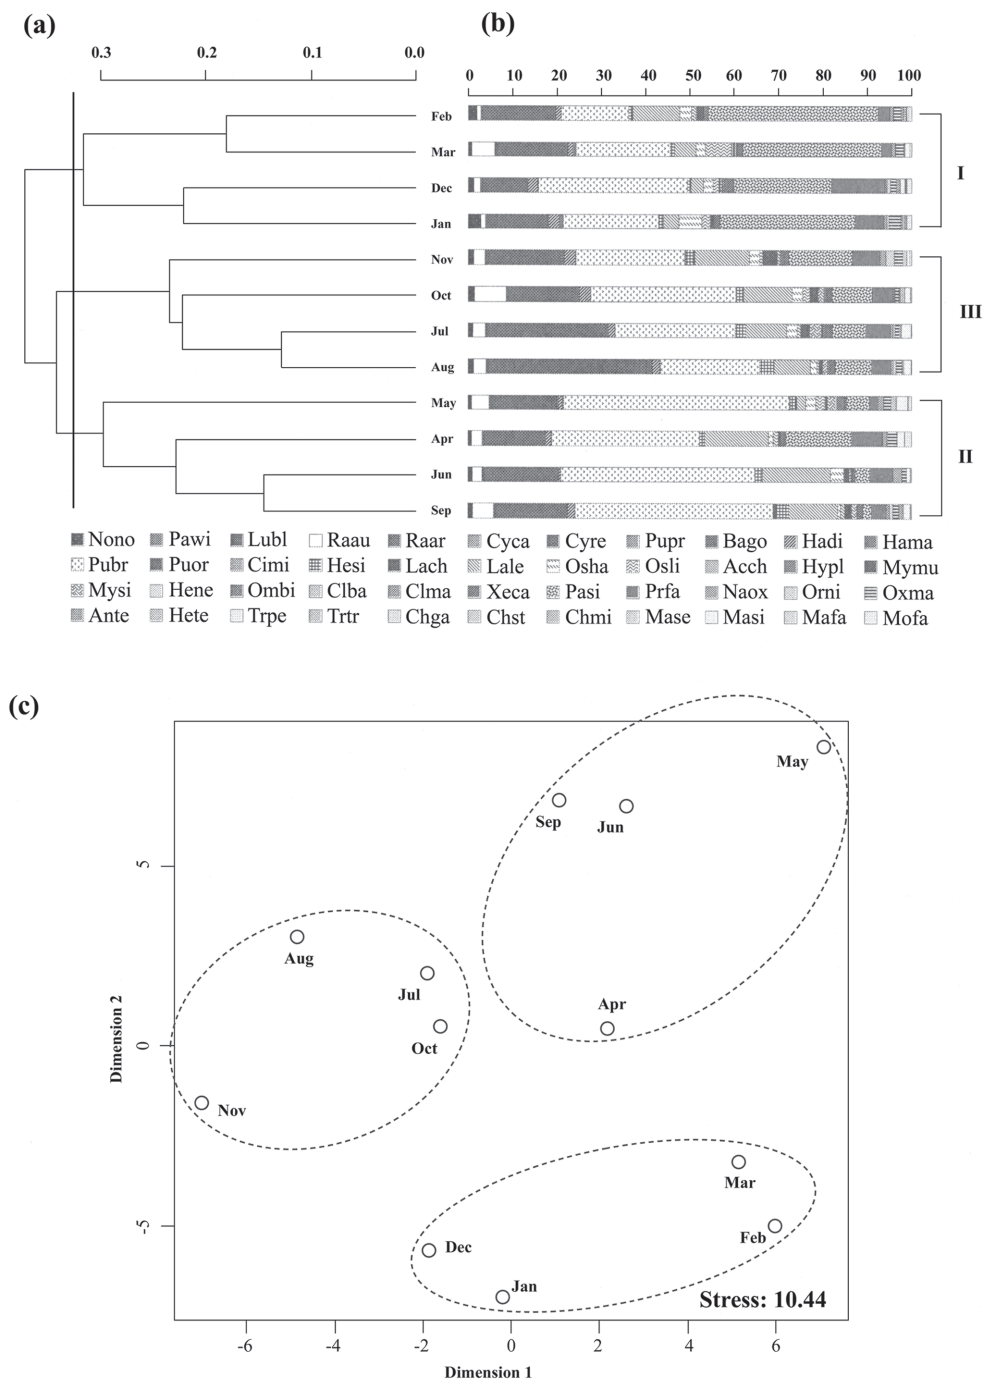 (a)
(b)
0.3 0.2 0.1 0.0
0 10 20 30 40 50 60 70 80 90 100
Feb
Mar
Dec
Jan
I
Nov
Oct
Jul
Aug
III
May
Apr
Jun
Sep
II
Nono Pawi Lubl Raau Raar Cyca Cyre Pupr Bago Hadi Hama
Pubr Puor Cimi Hesi Lach Lale Osha Osli Acch Hypl Mymu
Mysi Hene Ombi Clba Clma Xeca Pasi Prfa Naox Orni Oxma
Ante Hete Trpe Trtr Chga Chst Chmi Mase Masi Mafa Mofa
(c)
May
Sep
Jun
5
Aug
Jul
Apr
Oct
0
Dimension 2
Nov
Mar
-5
Feb
Dec
Jan
Stress: 10.44
-6 -4 -2 0 2 4 6
Dimension 1